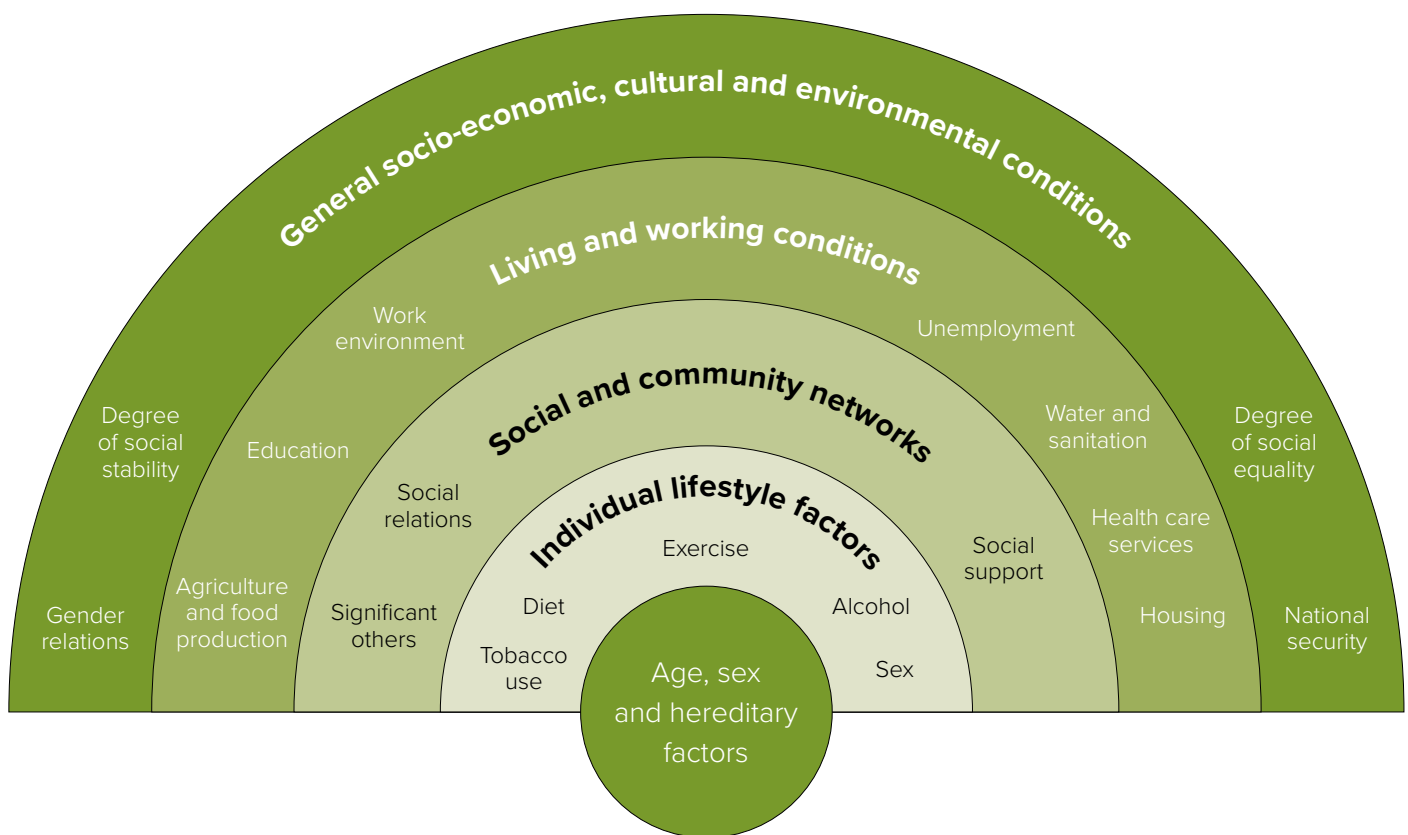 General socio-economic, cultural and environmental conditions
Living and working conditions
Work
environment
Unemployment
Social and community networks
Degree
of social
stability
Education
Water and
sanitation
Degree
of social
equality
Individual lifestyle factors
Social
relations
Exercise
Social
support
Health care
services
Gender
relations
Agriculture
and food
production
Significant
others
Diet
Alcohol
Housing
National
security
Tobacco
use
Sex
Age, sex
and hereditary
factors